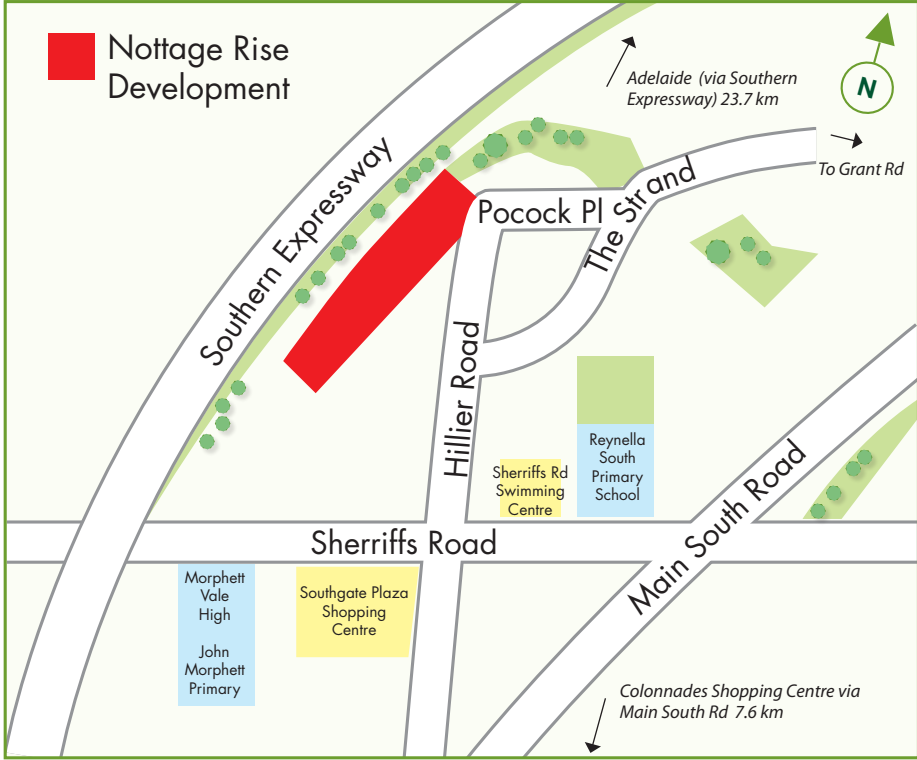 Nottage Rise
Development
Adelaide (via Southern
Expressway) 23.7 km
N
To Grant Rd
Southern Expressway
Pocock Pl
The Strand
Hillier Road
Reynella
South
Primary
School
Sherriffs Rd
Swimming
Centre
Main South Road
Sherriffs Road
Morphett
Vale
High
John
Morphett
Primary
Southgate Plaza
Shopping
Centre
Colonnades Shopping Centre via
Main South Rd 7.6 km